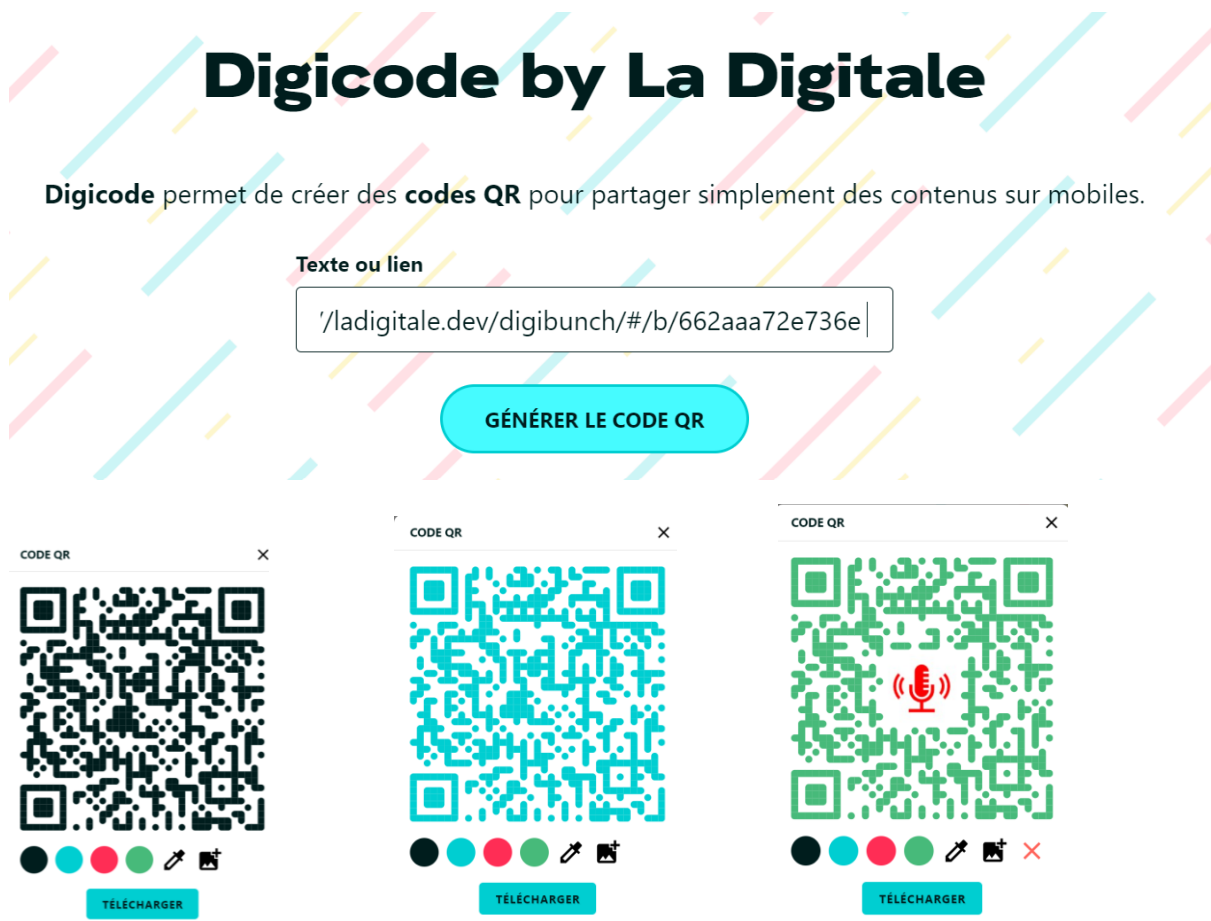 Digicode by La Digitale
Digicode permet de créer des codes QR pour partager simplement des contenus sur mobiles.
Texte ou lien
/ladigitale.dev/digibunch/#/b/662aaa72e736e
GÉNÉRER LE CODE QR
CODE QR
TÉLÉCHARGER
CODE QR
TÉLÉCHARGER
CODE QR
TÉLÉCHARGER